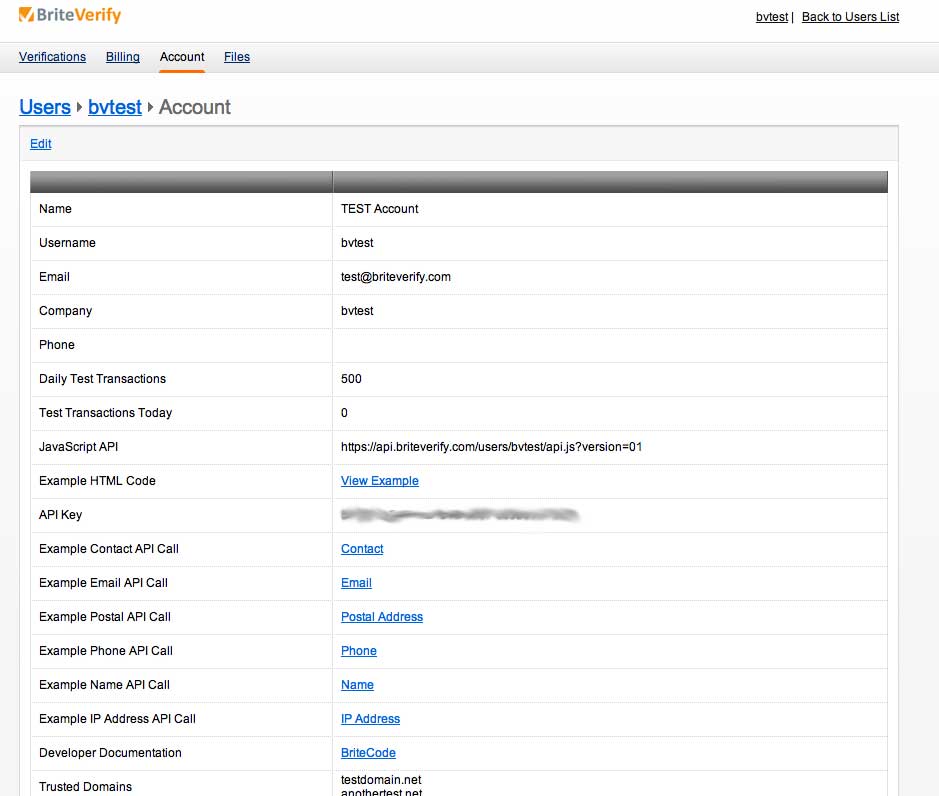 BriteVerify
bvtest | Back to Users List
Verifications Billing Account Files
Users bvtest Account
Edit
Name TEST Account
Username bvtest
Email test@briteverify.com
Company bvtest
Phone
Daily Test Transactions 500
Test Transactions Today 0
JavaScript API https://api.briteverify.com/users/bvtest/api.js?version=01
Example HTML Code View Example
API Key
Example Contact API Call Contact
Example Email API Call Email
Example Postal API Call Postal Address
Example Phone API Call Phone
Example Name API Call Name
Example IP Address API Call IP Address
Developer Documentation BriteCode
Trusted Domains testdomain.net
anothertest.net